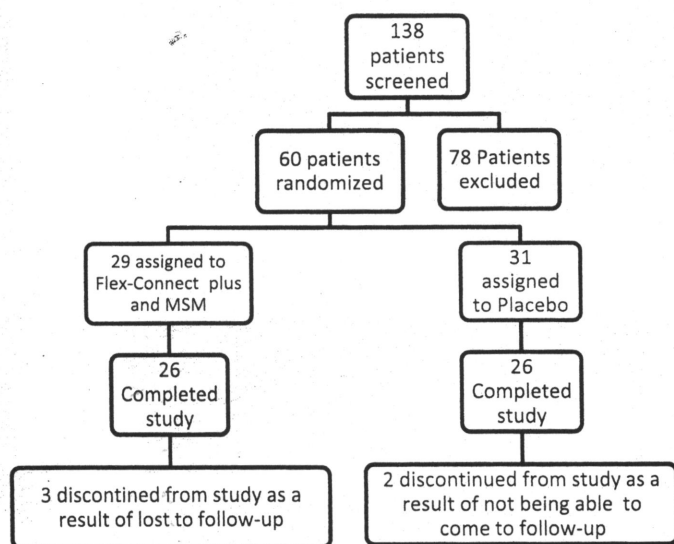 138
patients
screened
60 patients
randomized
78 Patients
excluded
29 assigned to
Flex-Connect plus
and MSM
31
assigned
to Placebo
26
Completed
study
26
Completed
study
3 discontined from study as a
result of lost to follow-up
2 discontinued from study as a
result of not being able to
come to follow-up